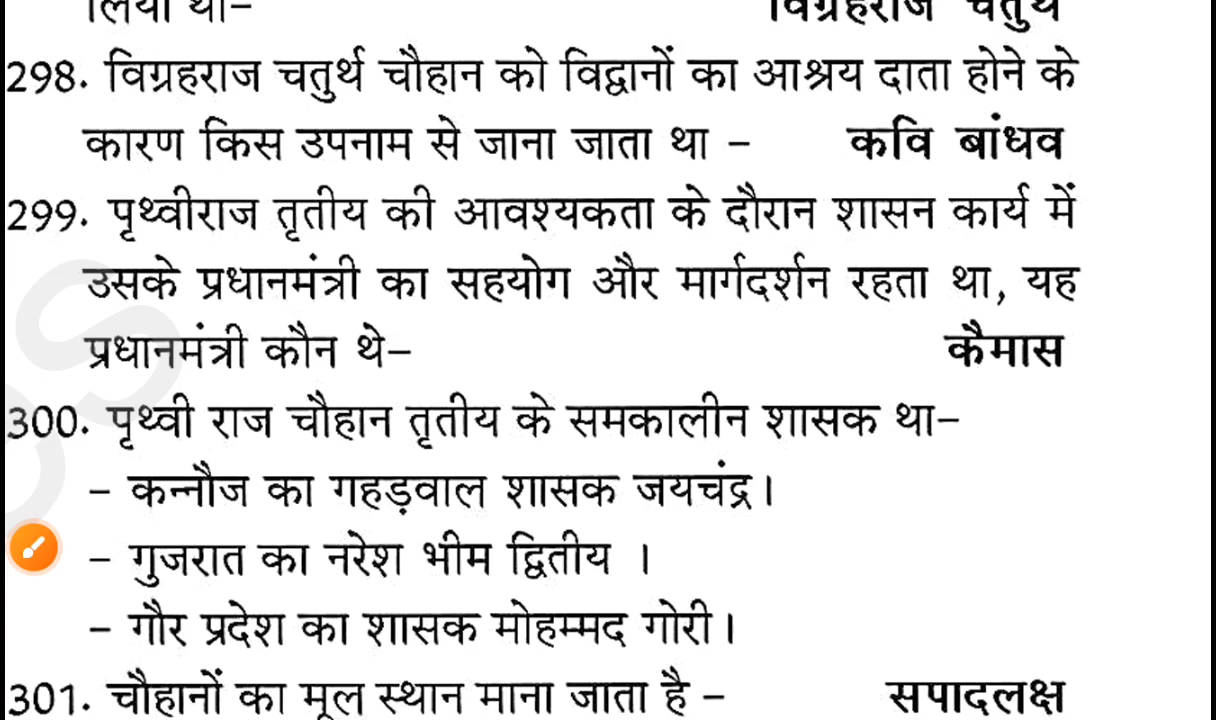 लिया था– विग्रहराज चतुर्थ
298. विग्रहराज चतुर्थ चौहान को विद्वानों का आश्रय दाता होने के
कारण किस उपनाम से जाना जाता था – कवि बांधव
299. पृथ्वीराज तृतीय की आवश्यकता के दौरान शासन कार्य में
उसके प्रधानमंत्री का सहयोग और मार्गदर्शन रहता था, यह
प्रधानमंत्री कौन थे– कैमास
300. पृथ्वी राज चौहान तृतीय के समकालीन शासक था–
– कन्नौज का गहड़वाल शासक जयचंद्र।
– गुजरात का नरेश भीम द्वितीय ।
– गौर प्रदेश का शासक मोहम्मद गोरी।
301. चौहानों का मूल स्थान माना जाता है – सपादलक्ष